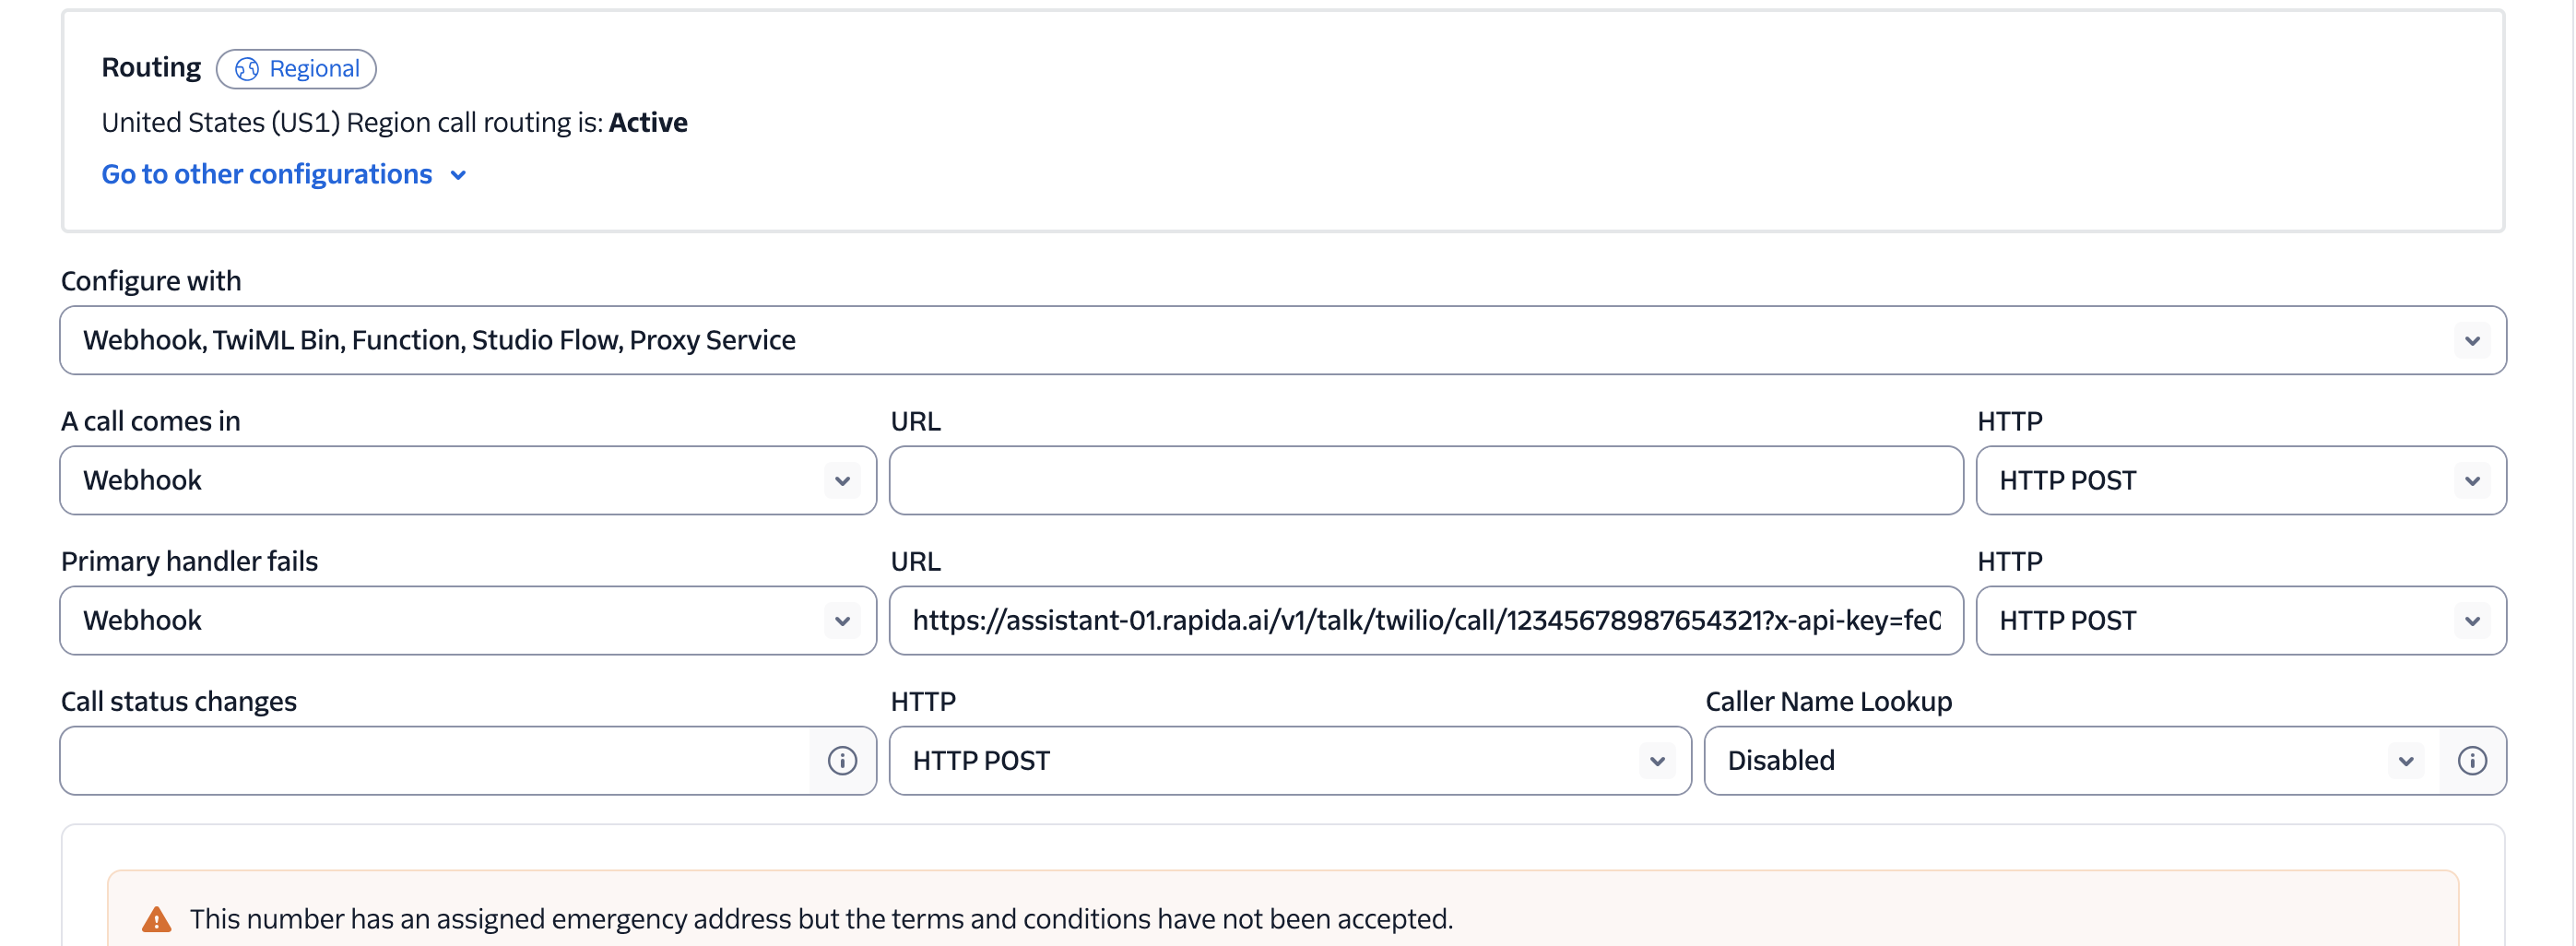 Routing Regional
United States (US1) Region call routing is: Active
Go to other configurations
Configure with
Webhook, TwiML Bin, Function, Studio Flow, Proxy Service
A call comes in URL HTTP
Webhook HTTP POST
Primary handler fails URL HTTP
Webhook https://assistant-01.rapida.ai/v1/talk/twilio/call/12345678987654321?x-api-key=fe0 HTTP POST
Call status changes HTTP Caller Name Lookup
HTTP POST Disabled
This number has an assigned emergency address but the terms and conditions have not been accepted.